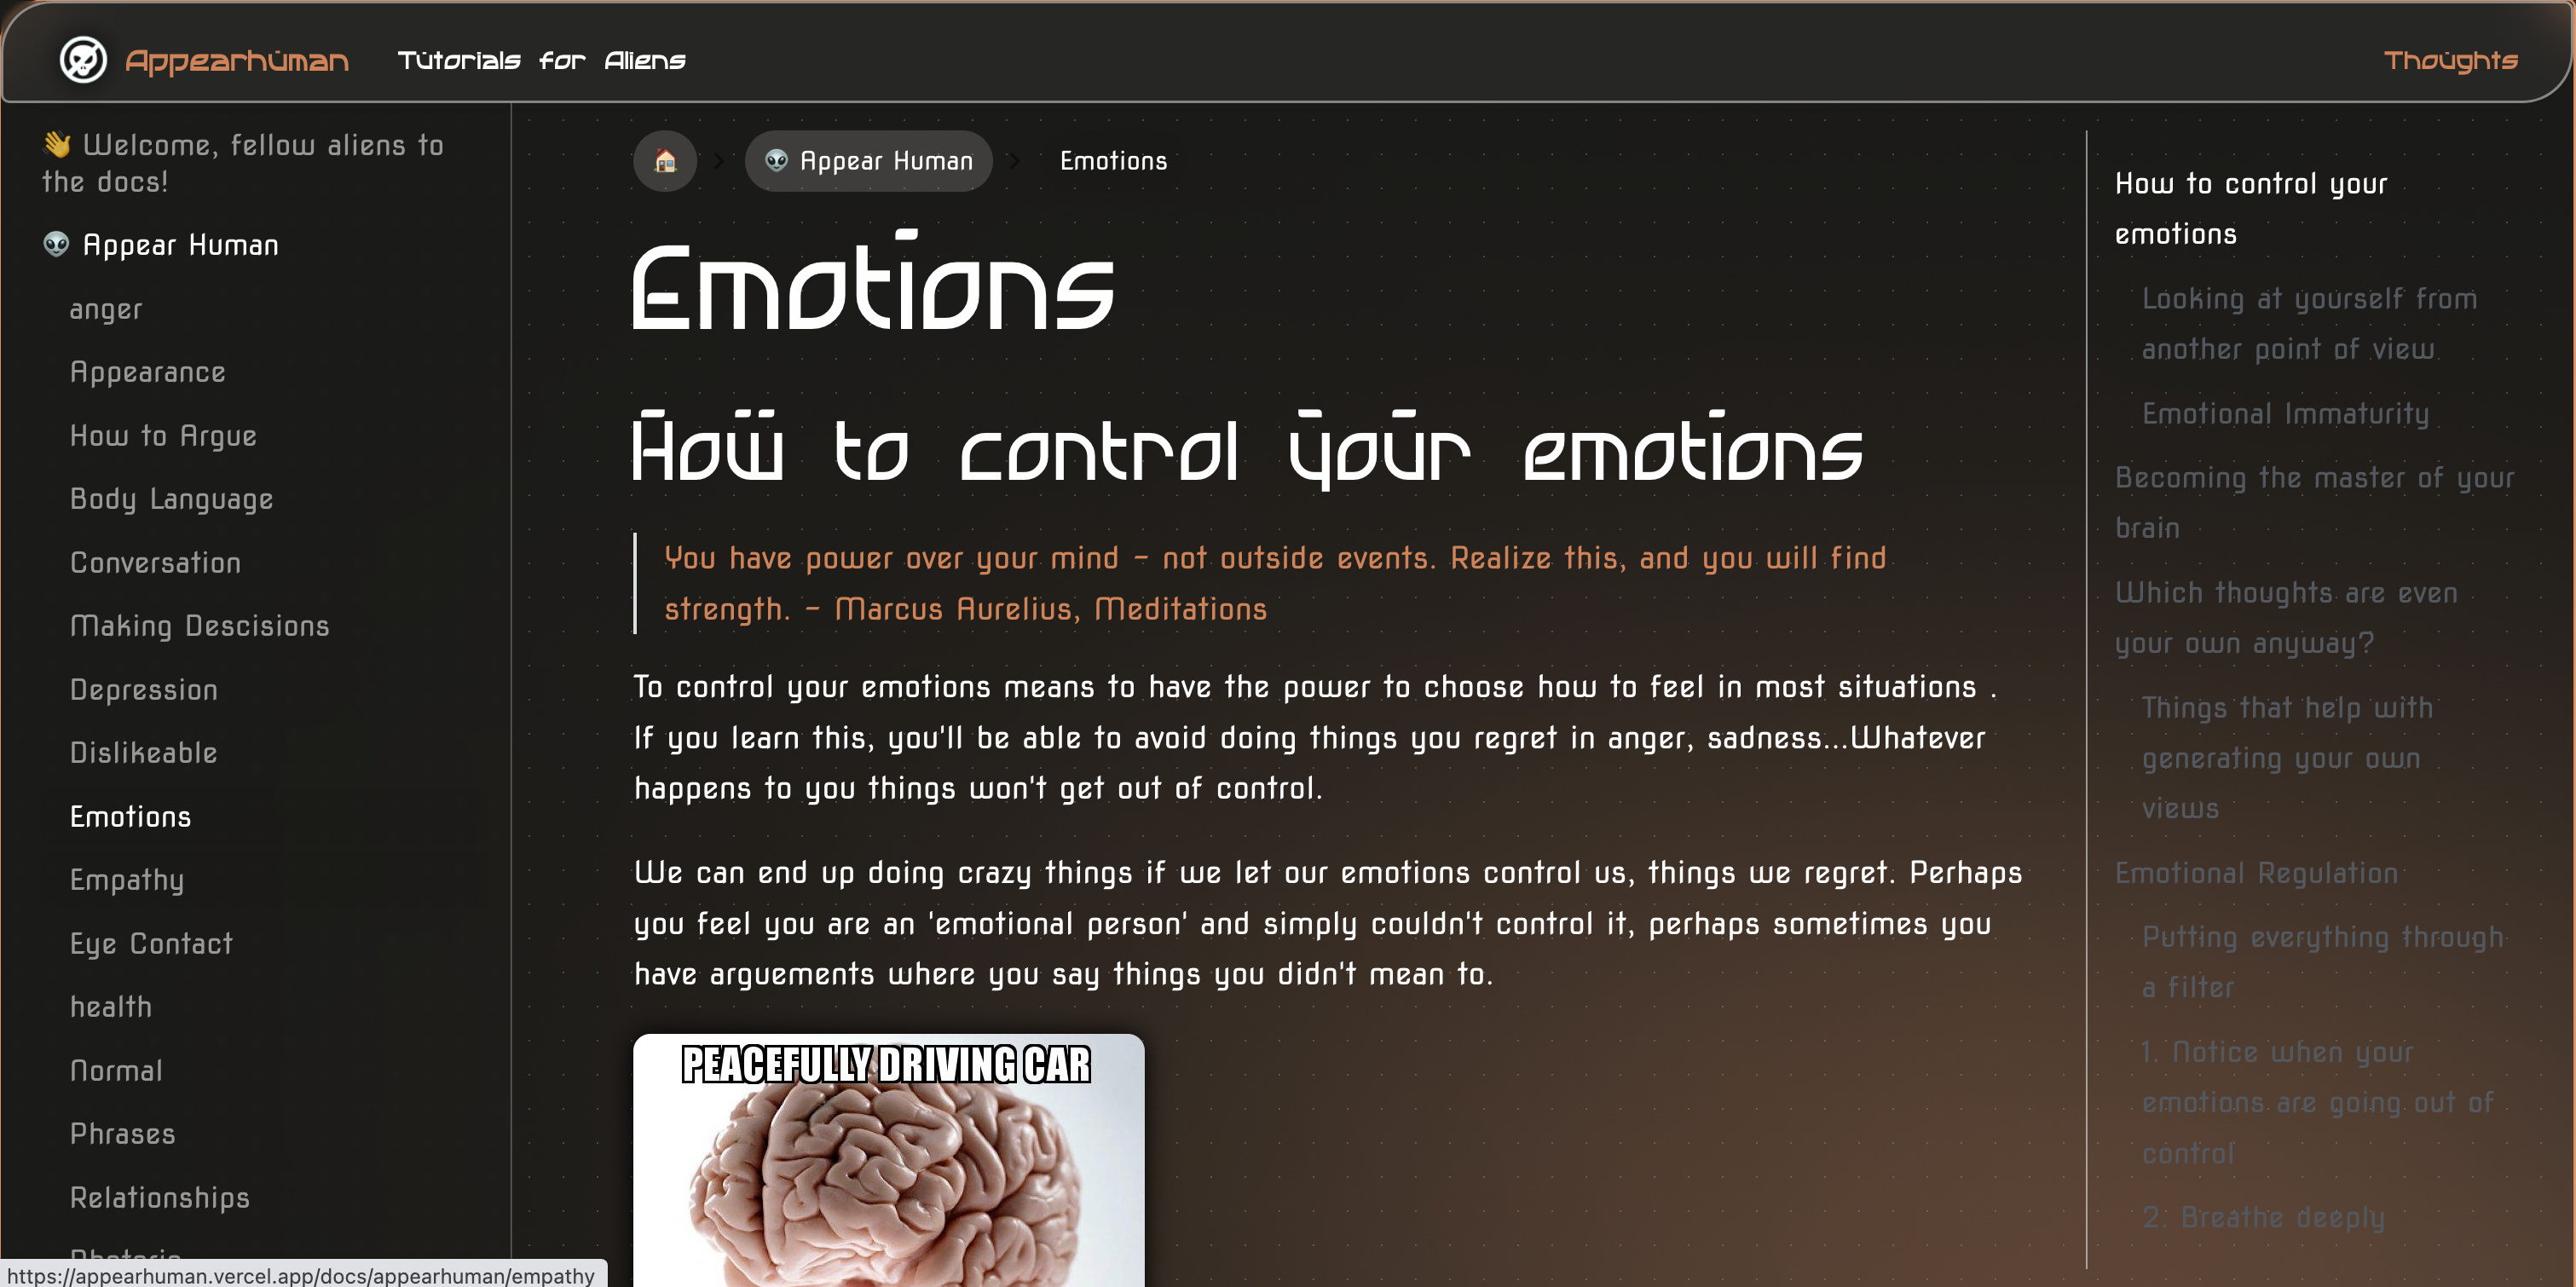 Appearhuman
Tutorials for Aliens
Thoughts
👋 Welcome, fellow aliens to
the docs!
👽 Appear Human
anger
Appearance
How to Argue
Body Language
Conversation
Making Descisions
Depression
Dislikeable
Emotions
Empathy
Eye Contact
health
Normal
Phrases
Relationships
🏠 > 👽 Appear Human > Emotions
Emotions
How to control your emotions
You have power over your mind - not outside events. Realize this, and you will find
strength. - Marcus Aurelius, Meditations
To control your emotions means to have the power to choose how to feel in most situations .
If you learn this, you'll be able to avoid doing things you regret in anger, sadness...Whatever
happens to you things won't get out of control.
We can end up doing crazy things if we let our emotions control us, things we regret. Perhaps
you feel you are an 'emotional person' and simply couldn't control it, perhaps sometimes you
have arguements where you say things you didn't mean to.
PEACEFULLY DRIVING CAR
How to control your
emotions
Looking at yourself from
another point of view
Emotional Immaturity
Becoming the master of your
brain
Which thoughts are even
your own anyway?
Things that help with
generating your own
views
Emotional Regulation
Putting everything through
a filter
1. Notice when your
emotions are going out of
control
2. Breathe deeply
https://appearhuman.vercel.app/docs/appearhuman/empathy